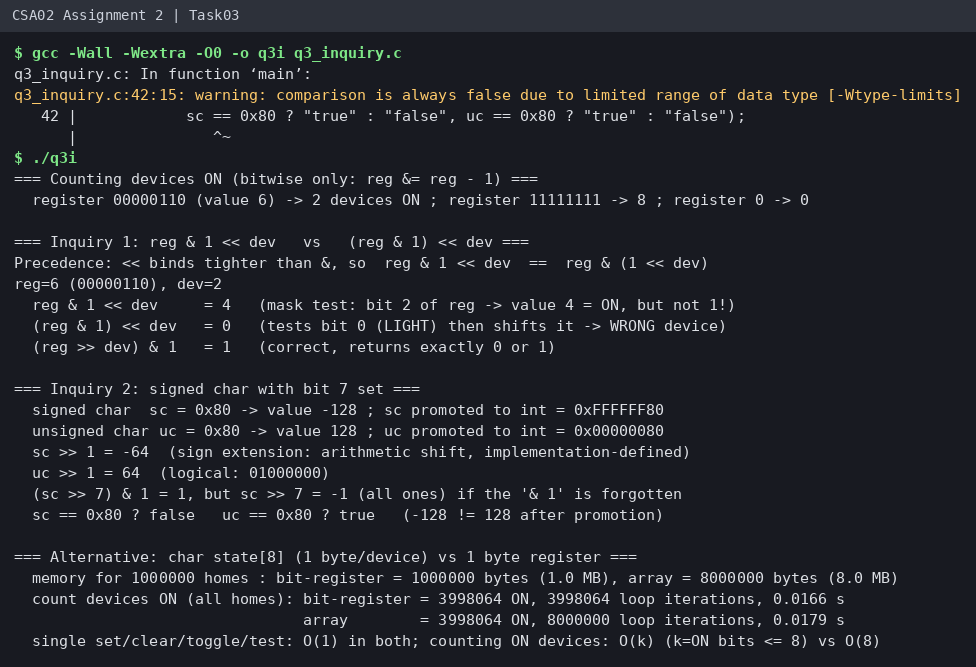 CSAO2 Assignment 2 | Task03
$ gcc -Wall -Wextra -O0 -o q3i q3_inquiry.c
q3_inquiry.c: In function ‘main’:
q3_inquiry.c:42:15: warning: comparison is always false due to limited range of data type [-Wtype-limits]
   42 |            sc == 0x80 ? "true" : "false", uc == 0x80 ? "true" : "false");
      |               ^~
$ ./q3i
=== Counting devices ON (bitwise only: reg &= reg - 1) ===
  register 00000110 (value 6) -> 2 devices ON ; register 11111111 -> 8 ; register 0 -> 0
=== Inquiry 1: reg & 1 << dev   vs   (reg & 1) << dev ===
Precedence: << binds tighter than &, so  reg & 1 << dev  ==  reg & (1 << dev)
reg=6 (00000110), dev=2
  reg & 1 << dev     = 4   (mask test: bit 2 of reg -> value 4 = ON, but not 1!)
  (reg & 1) << dev   = 0   (tests bit 0 (LIGHT) then shifts it -> WRONG device)
  (reg >> dev) & 1   = 1   (correct, returns exactly 0 or 1)
=== Inquiry 2: signed char with bit 7 set ===
  signed char  sc = 0x80 -> value -128 ; sc promoted to int = 0xFFFFFF80
  unsigned char uc = 0x80 -> value 128 ; uc promoted to int = 0x00000080
  sc >> 1 = -64  (sign extension: arithmetic shift, implementation-defined)
  uc >> 1 = 64  (logical: 01000000)
  (sc >> 7) & 1 = 1, but sc >> 7 = -1 (all ones) if the '& 1' is forgotten
  sc == 0x80 ? false   uc == 0x80 ? true   (-128 != 128 after promotion)
=== Alternative: char state[8] (1 byte/device) vs 1 byte register ===
  memory for 1000000 homes : bit-register = 1000000 bytes (1.0 MB), array = 8000000 bytes (8.0 MB)
  count devices ON (all homes): bit-register = 3998064 ON, 3998064 loop iterations, 0.0166 s
                                array        = 3998064 ON, 8000000 loop iterations, 0.0179 s
  single set/clear/toggle/test: O(1) in both; counting ON devices: O(k) (k=ON bits <= 8) vs O(8)